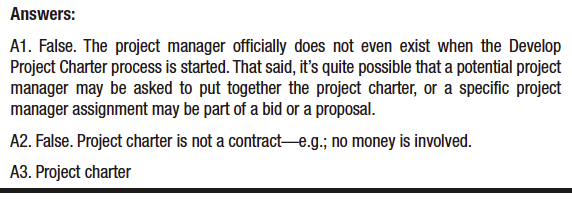 Answers:
A1. False. The project manager officially does not even exist when the Develop
Project Charter process is started. That said, it's quite possible that a potential project
manager may be asked to put together the project charter, or a specific project
manager assignment may be part of a bid or a proposal.
A2. False. Project charter is not a contract—e.g.; no money is involved.
A3. Project charter